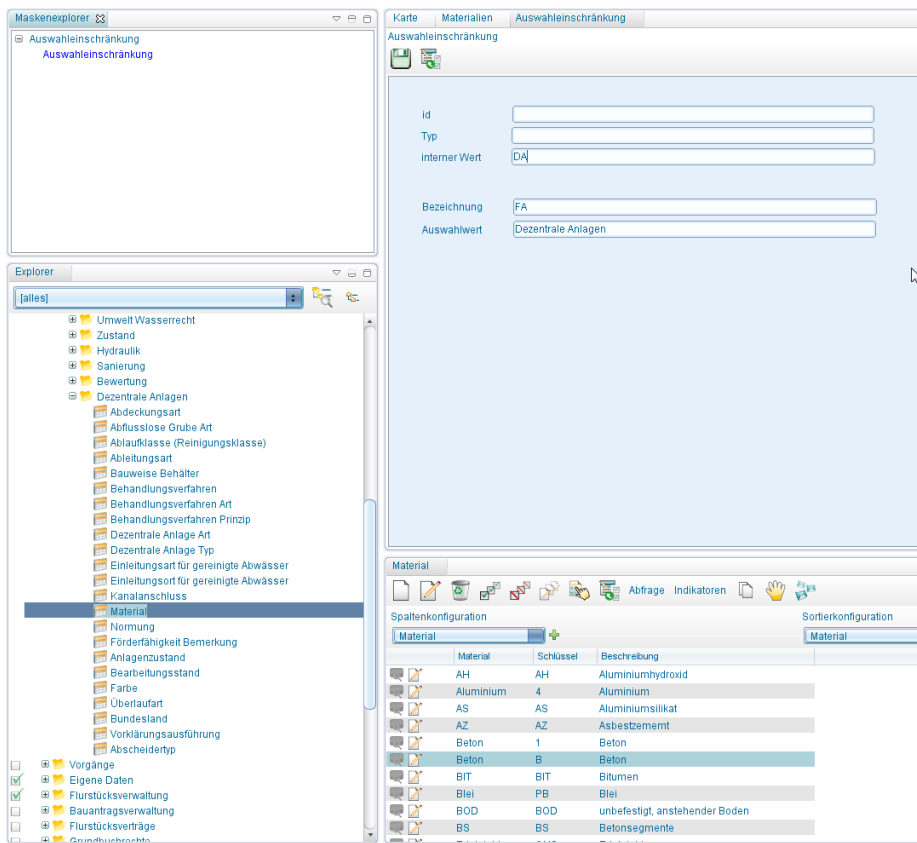 Maskenexplorer
Auswahleinschränkung
Auswahleinschränkung
Karte Materialien Auswahleinschränkung
Auswahleinschränkung
id
Typ
interner Wert DA
Bezeichnung FA
Auswahlwert Dezentrale Anlagen
Explorer
[alles]
Umwelt Wasserrecht
Zustand
Hydraulik
Sanierung
Bewertung
Dezentrale Anlagen
Abdeckungsart
Abflusslose Grube Art
Ablaufklasse (Reinigungsklasse)
Ableitungsart
Bauweise Behälter
Behandlungsverfahren
Behandlungsverfahren Art
Behandlungsverfahren Prinzip
Dezentrale Anlage Art
Dezentrale Anlage Typ
Einleitungsart für gereinigte Abwässer
Einleitungsort für gereinigte Abwässer
Kanalanschluss
Material
Normung
Förderfähigkeit Bemerkung
Anlagenzustand
Bearbeitungsstand
Farbe
Überlaufart
Bundesland
Vorklärungsausführung
Abscheidertyp
Vorgänge
Eigene Daten
Flurstücksverwaltung
Bauantragsverwaltung
Flurstücksverträge
Grundbuchrechte
Material
Abfrage Indikatoren
Spaltenkonfiguration Sortierkonfiguration
Material Material
Material Schlüssel Beschreibung
AH AH Aluminiumhydroxid
Aluminium 4 Aluminium
AS AS Aluminiumsilikat
AZ AZ Asbestzememt
Beton 1 Beton
Beton B Beton
BIT BIT Bitumen
Blei PB Blei
BOD BOD unbefestigt, anstehender Boden
BS BS Betonsegmente